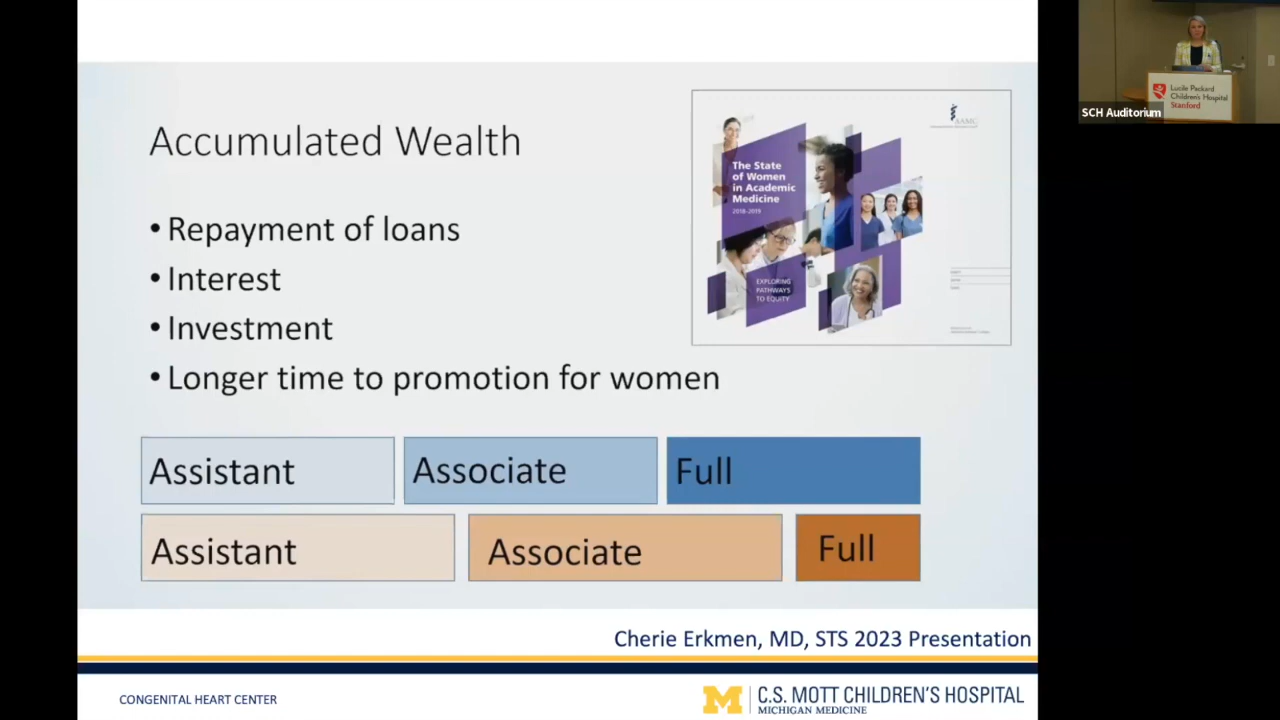 Accumulated Wealth
• Repayment of loans
• Interest
• Investment
• Longer time to promotion for women
AAMC
The State
of Women
in Academic
Medicine
2018-2019
EXPLORING
PATHWAYS
TO EQUITY
Assistant
Associate
Full
Assistant
Associate
Full
Cherie Erkmen, MD, STS 2023 Presentation
CONGENITAL HEART CENTER
M
C.S. MOTT CHILDREN'S HOSPITAL
MICHIGAN MEDICINE
Lucile Packard
Children's Hospital
Stanford
SCH Auditorium